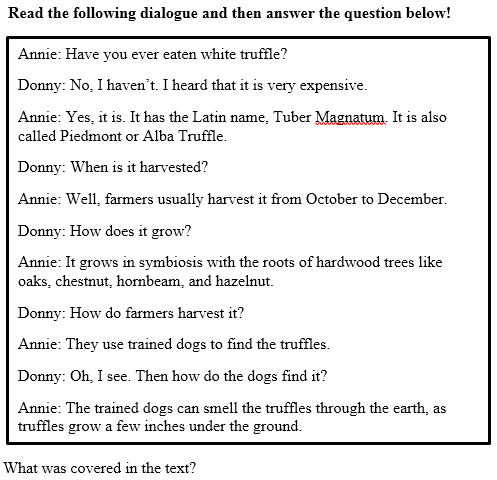 Read the following dialogue and then answer the question below!
Annie: Have you ever eaten white truffle?
Donny: No, I haven’t. I heard that it is very expensive.
Annie: Yes, it is. It has the Latin name, Tuber Magnatum. It is also
called Piedmont or Alba Truffle.
Donny: When is it harvested?
Annie: Well, farmers usually harvest it from October to December.
Donny: How does it grow?
Annie: It grows in symbiosis with the roots of hardwood trees like
oaks, chestnut, hornbeam, and hazelnut.
Donny: How do farmers harvest it?
Annie: They use trained dogs to find the truffles.
Donny: Oh, I see. Then how do the dogs find it?
Annie: The trained dogs can smell the truffles through the earth, as
truffles grow a few inches under the ground.
What was covered in the text?